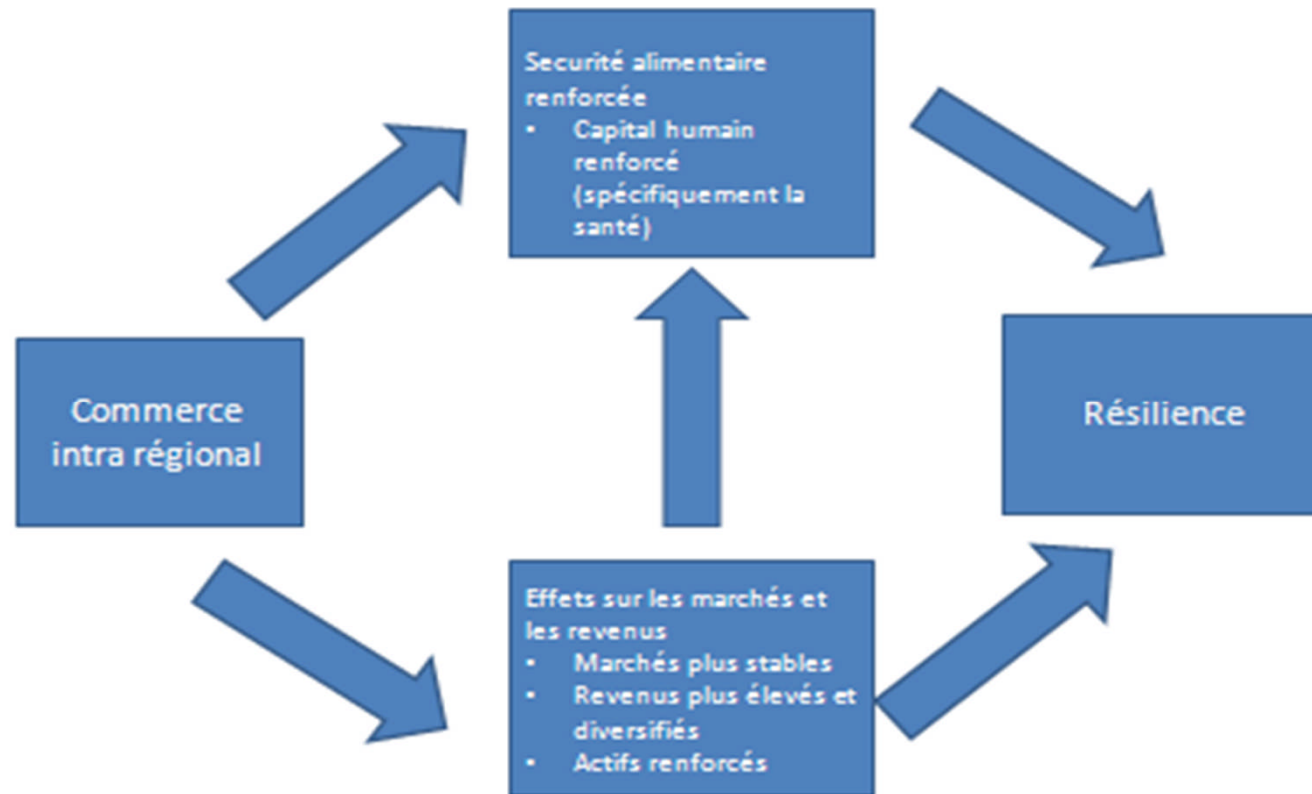 Securité alimentaire
renforcée
• Capital humain
renforcé
(spécifiquement la
santé)
Commerce
intra régional
Résilience
Effets sur les marchés et
les revenus
• Marchés plus stables
• Revenus plus élevés et
diversifiés
• Actifs renforcés